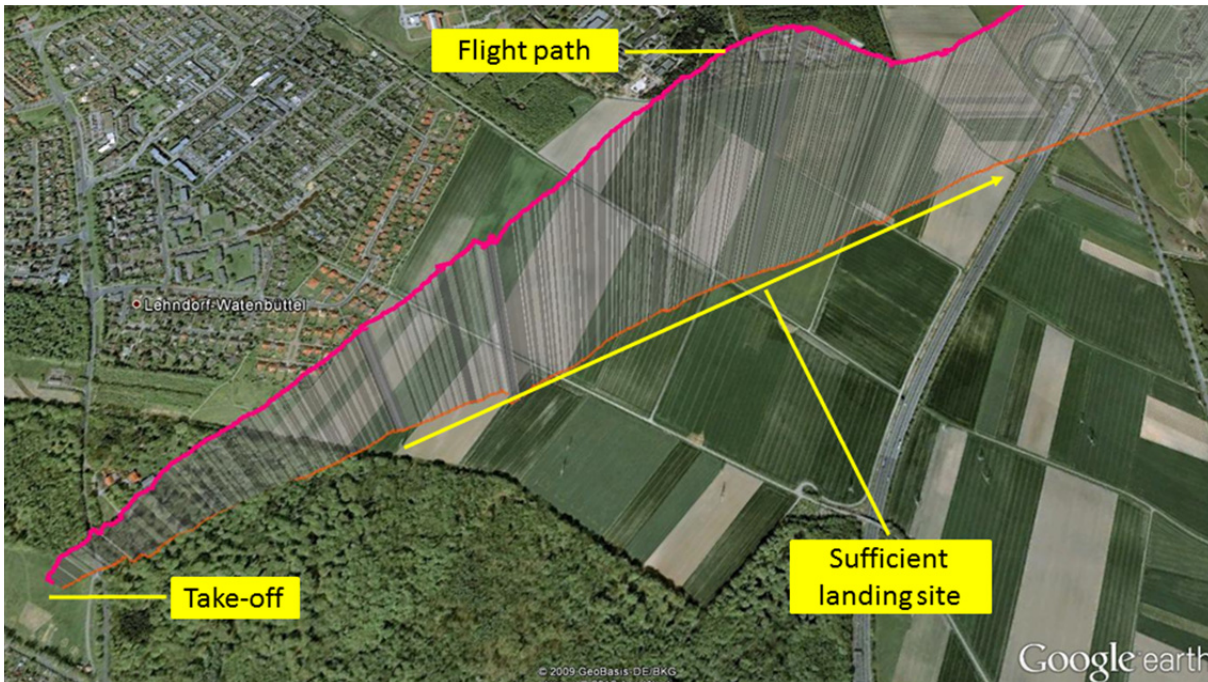 Flight path
Lehndorf-Watenbüttel
Take-off
Sufficient
landing site
© 2009 GeoBasis-DE/BKG
Google earth